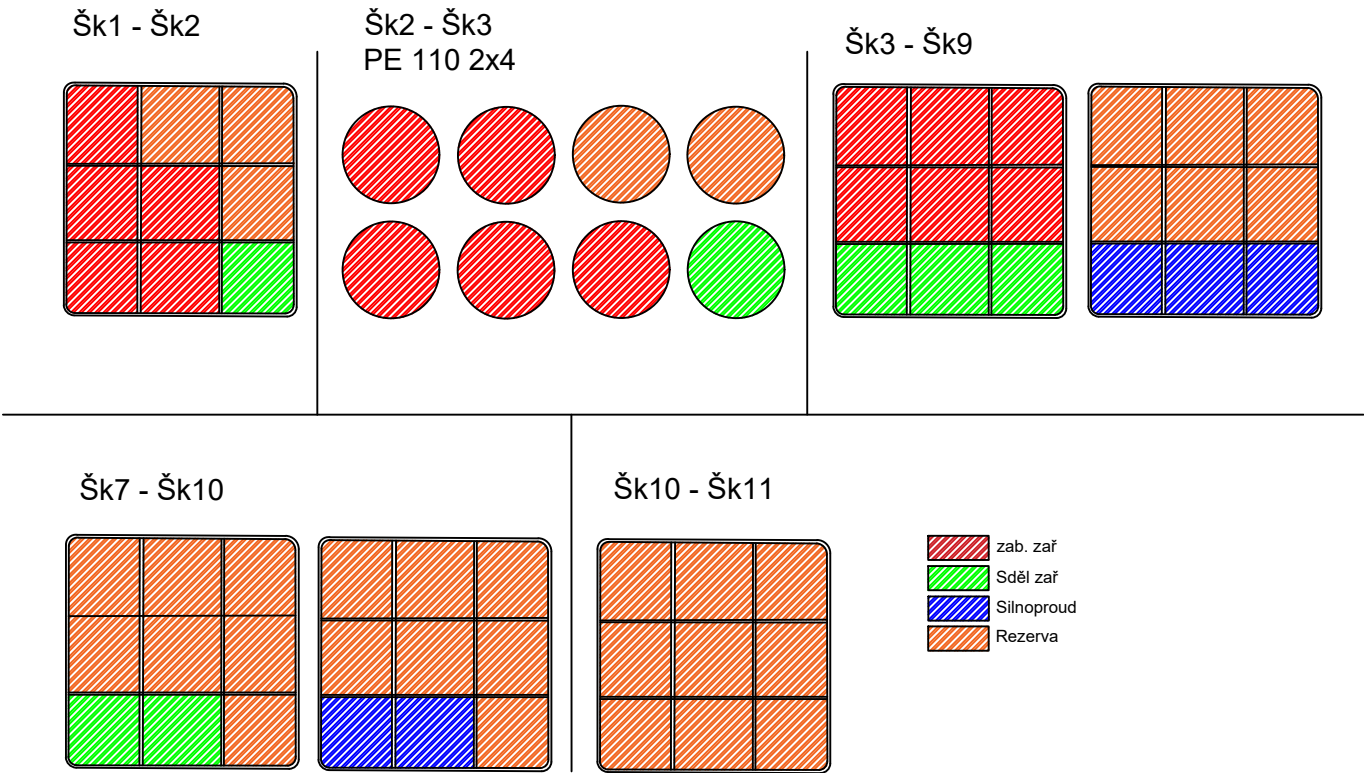 Šk1 - Šk2
Šk2 - Šk3
PE 110 2x4
Šk3 - Šk9
Šk7 - Šk10
Šk10 - Šk11
zab. zař
Sděl zař
Silnoproud
Rezerva